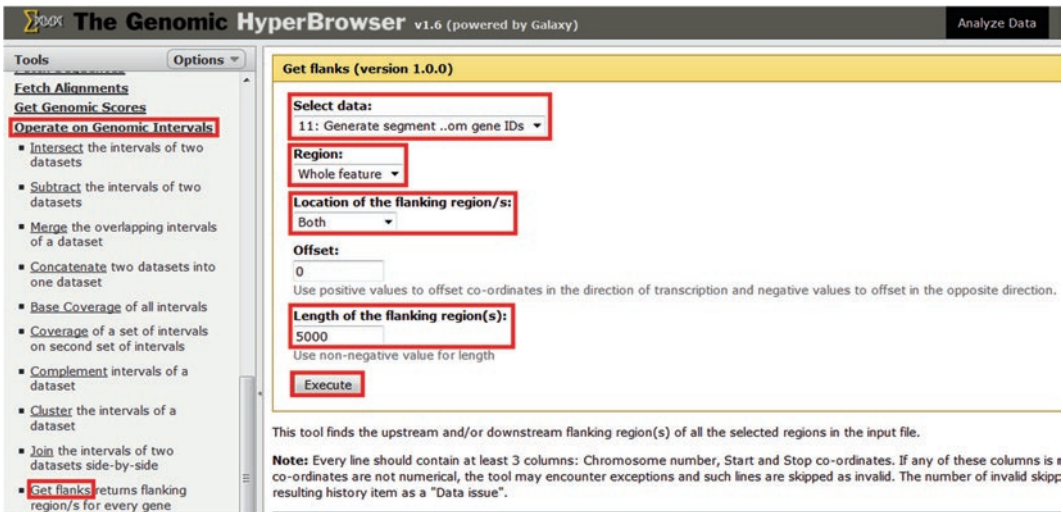 The Genomic HyperBrowser v1.6 (powered by Galaxy)
Analyze Data
Tools
Options
Fetch Alignments
Get Genomic Scores
Operate on Genomic Intervals
Intersect the intervals of two
datasets
Subtract the intervals of two
datasets
Merge the overlapping intervals
of a dataset
Concatenate two datasets into
one dataset
Base Coverage of all intervals
Coverage of a set of intervals
on second set of intervals
Complement intervals of a
dataset
Cluster the intervals of a
dataset
Join the intervals of two
datasets side-by-side
Get flanks returns flanking
region/s for every gene
Get flanks (version 1.0.0)
Select data:
11: Generate segment ..om gene IDs
Region:
Whole feature
Location of the flanking region/s:
Both
Offset:
0
Use positive values to offset co-ordinates in the direction of transcription and negative values to offset in the opposite direction.
Length of the flanking region(s):
5000
Use non-negative value for length
Execute
This tool finds the upstream and/or downstream flanking region(s) of all the selected regions in the input file.
Note: Every line should contain at least 3 columns: Chromosome number, Start and Stop co-ordinates. If any of these columns is
co-ordinates are not numerical, the tool may encounter exceptions and such lines are skipped as invalid. The number of invalid skipp
resulting history item as a "Data issue".